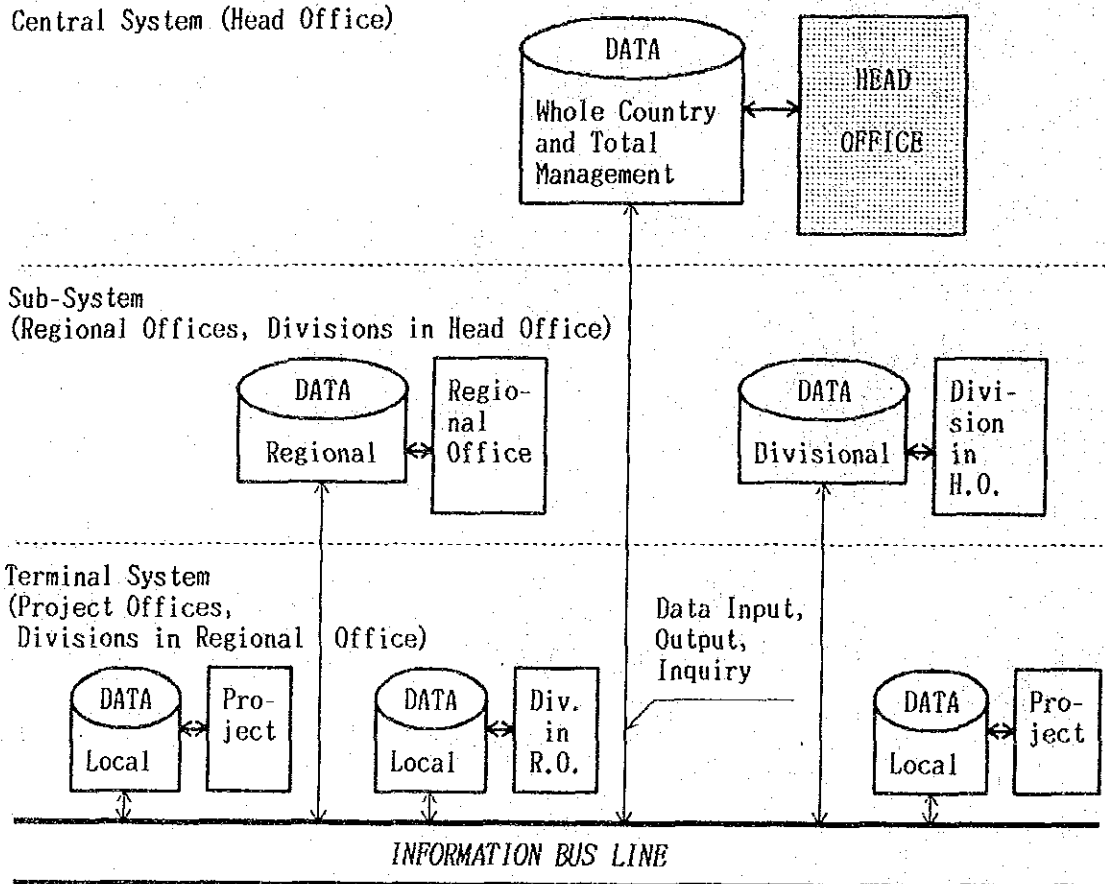 Central System (Head Office)
DATA
Whole Country
and Total
Management
HEAD
OFFICE
Sub-System
(Regional Offices, Divisions in Head Office)
DATA
Regional
Regio-
nal
Office
DATA
Divisional
Divi-
sion
in
H.O.
Terminal System
(Project Offices,
Divisions in Regional Office)
Data Input,
Output,
Inquiry
DATA
Local
Pro-
ject
DATA
Local
Div.
in
R.O.
DATA
Local
Pro-
ject
INFORMATION BUS LINE